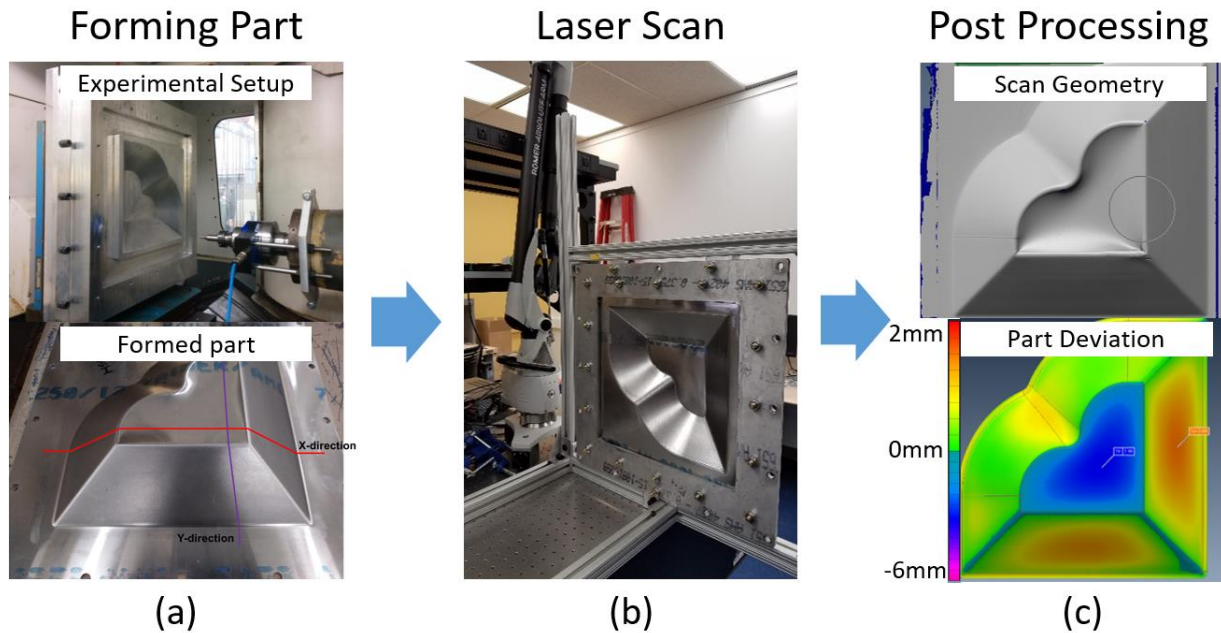 Forming Part
Laser Scan
Post Processing
Experimental Setup
Formed part
X-direction
Y-direction
ROMER
Scan Geometry
Part Deviation
2mm
0mm
-6mm
(a)
(b)
(c)